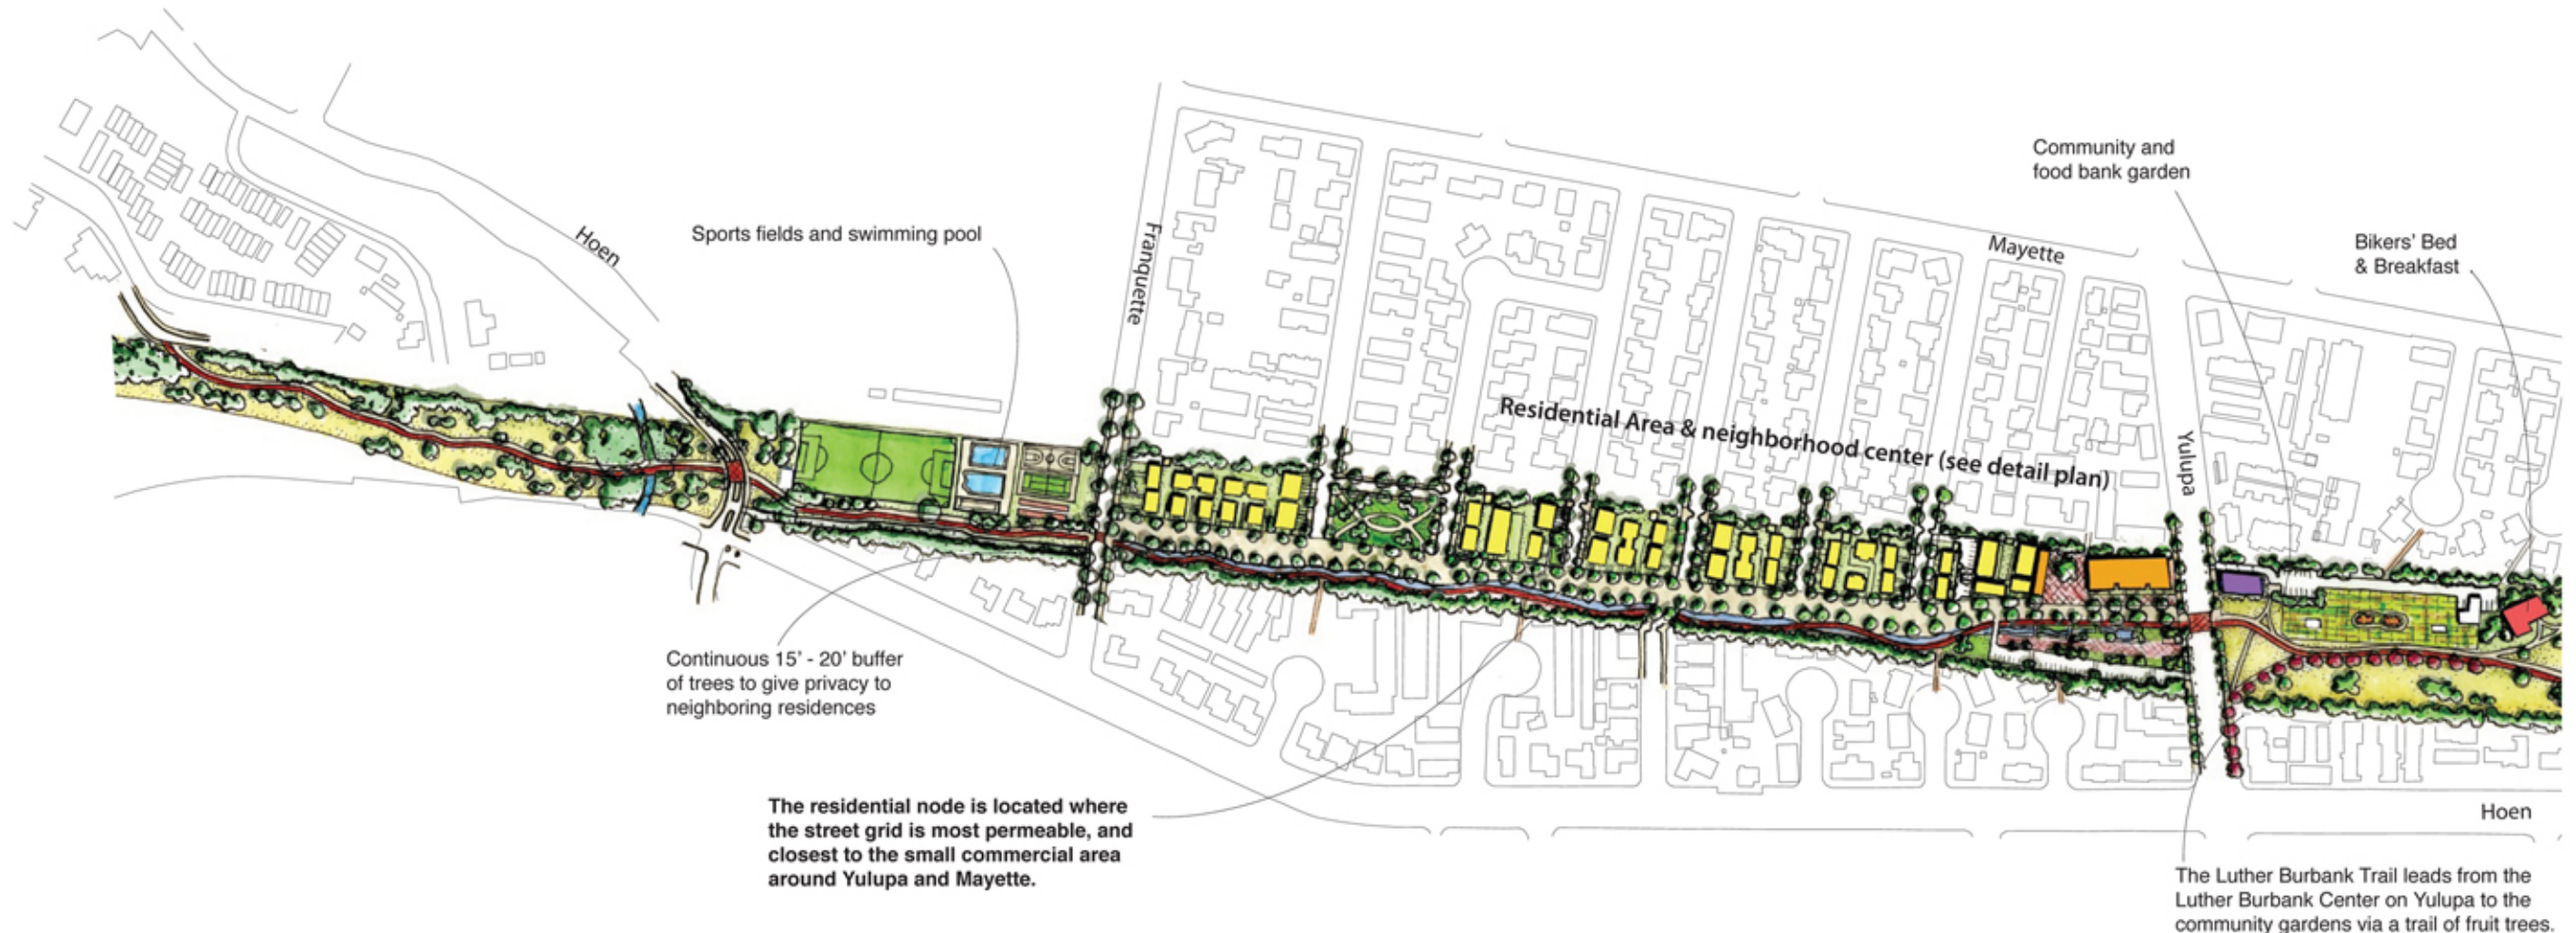 Community and
food bank garden
Hoen
Sports fields and swimming pool
Franquette
Mayette
Bikers' Bed
& Breakfast
Residential Area & neighborhood center (see detail plan)
Yulupa
Continuous 15' - 20' buffer
of trees to give privacy to
neighboring residences
The residential node is located where
the street grid is most permeable, and
closest to the small commercial area
around Yulupa and Mayette.
Hoen
The Luther Burbank Trail leads from the
Luther Burbank Center on Yulupa to the
community gardens via a trail of fruit trees.